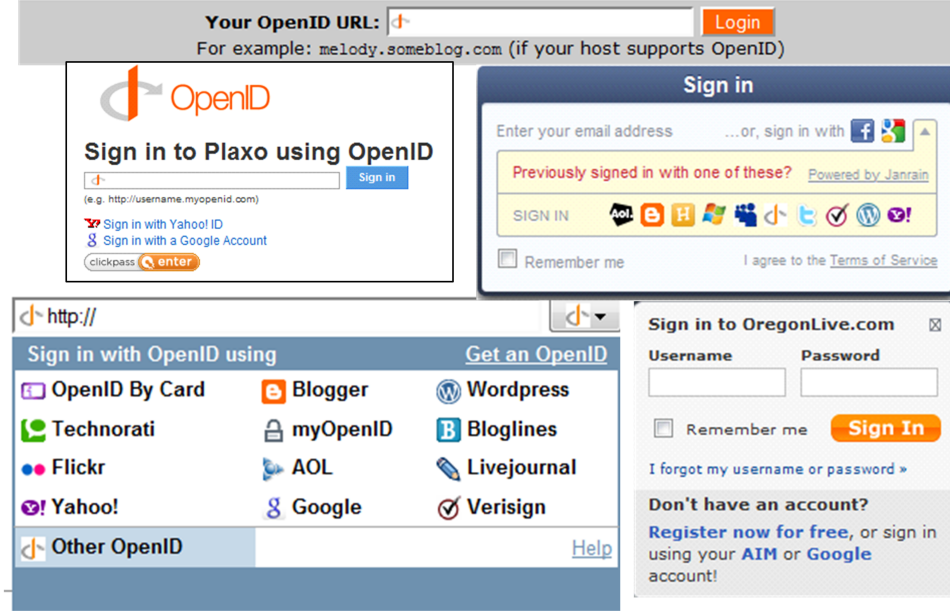 Your OpenID URL: Login
For example: melody.someblog.com (if your host supports OpenID)
OpenID
Sign in to Plaxo using OpenID
Sign in
(e.g. http://username.myopenid.com)
Sign in with Yahoo! ID
Sign in with a Google Account
clickpass enter
Sign in
Enter your email address ...or, sign in with
Previously signed in with one of these? Powered by Janrain
SIGN IN Aol.
Remember me I agree to the Terms of Service
http://
Sign in with OpenID using Get an OpenID
OpenID By Card Blogger Wordpress
Technorati myOpenID Bloglines
Flickr AOL Livejournal
Yahoo! Google Verisign
Other OpenID Help
Sign in to OregonLive.com
Username Password
Remember me Sign In
I forgot my username or password »
Don't have an account?
Register now for free, or sign in
using your AIM or Google
account!